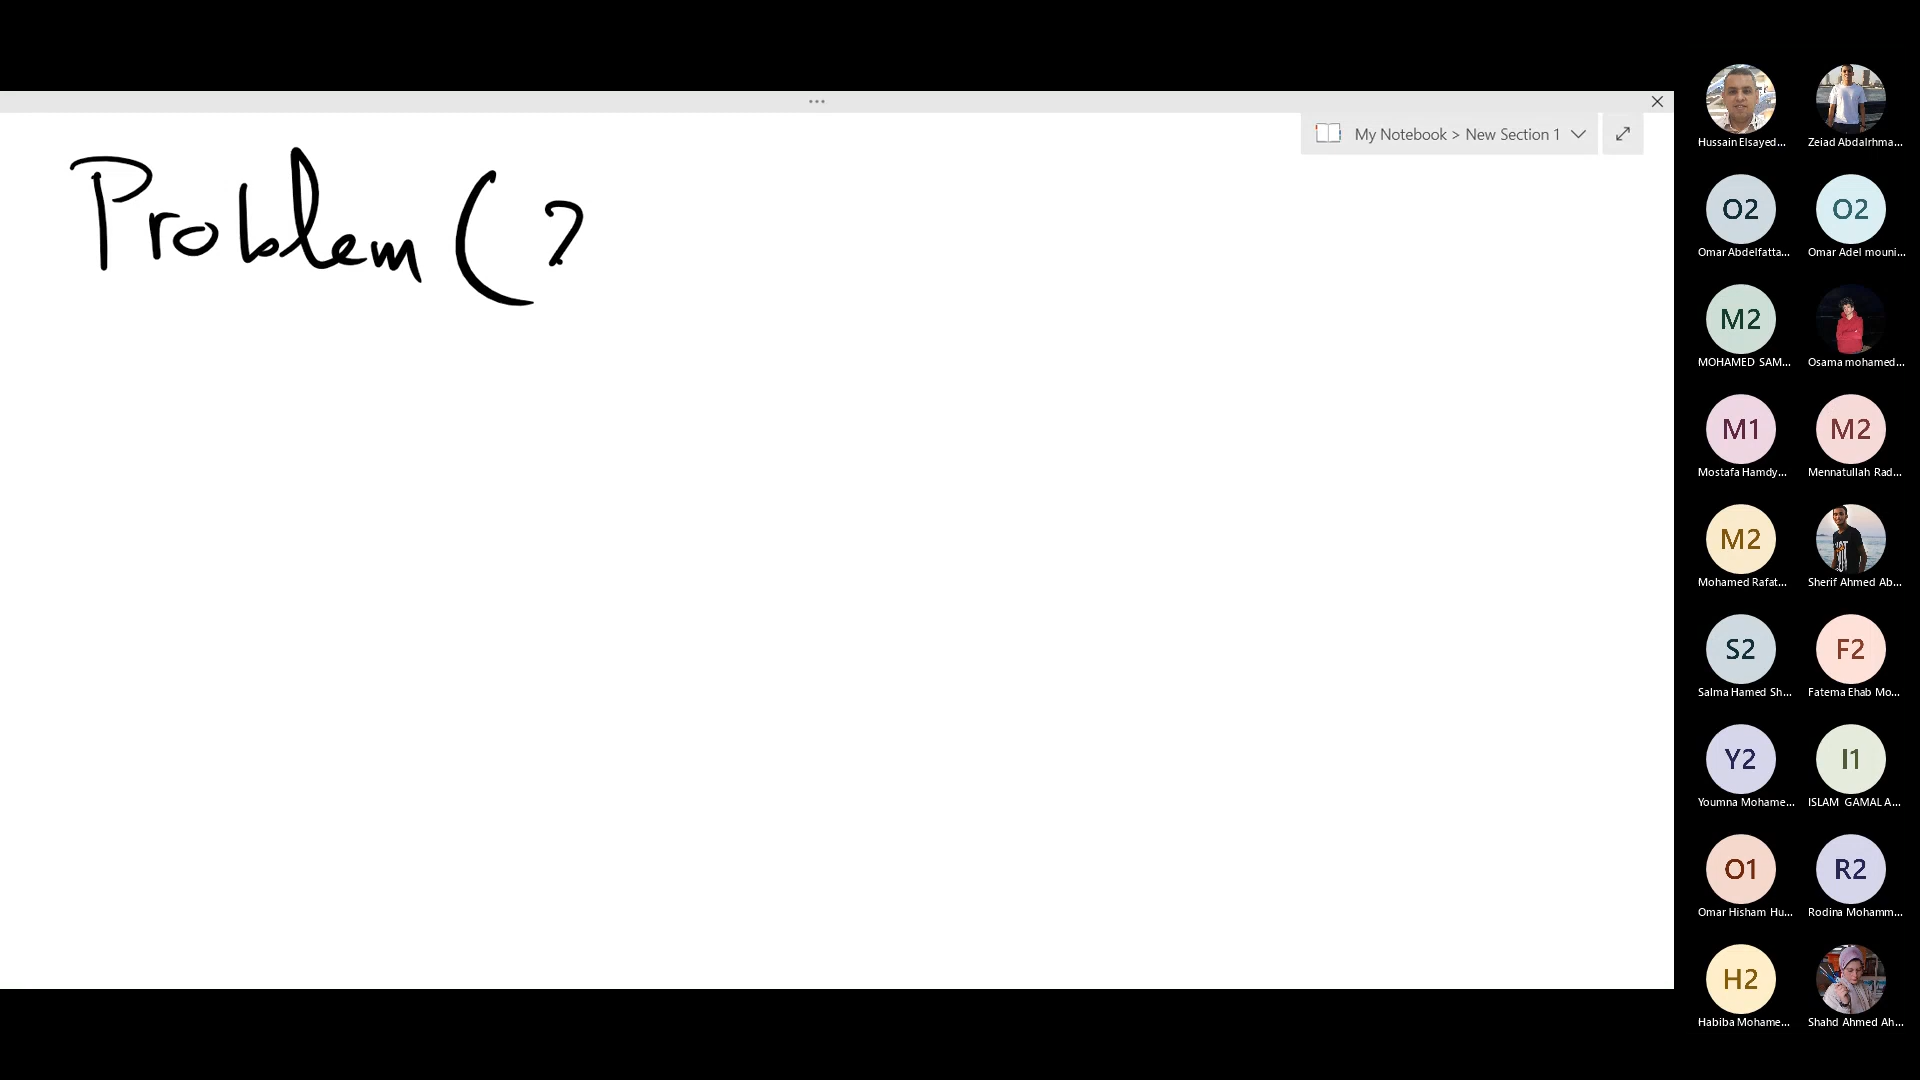 My Notebook > New Section 1
Problem (2
Hussain Elsayed...
Zeiad Abdalrhma...
O2
O2
Omar Abdelfatta...
Omar Adel mouni...
M2
MOHAMED SAM...
Osama mohamed...
M1
M2
Mostafa Hamdy...
Mennatullah Rad...
M2
Mohamed Rafat...
Sherif Ahmed Ab...
S2
F2
Salma Hamed Sh...
Fatema Ehab Mo...
Y2
I1
Youmna Mohame...
ISLAM GAMAL A...
O1
R2
Omar Hisham Hu...
Rodina Mohamm...
H2
Habiba Mohame...
Shahd Ahmed Ah...